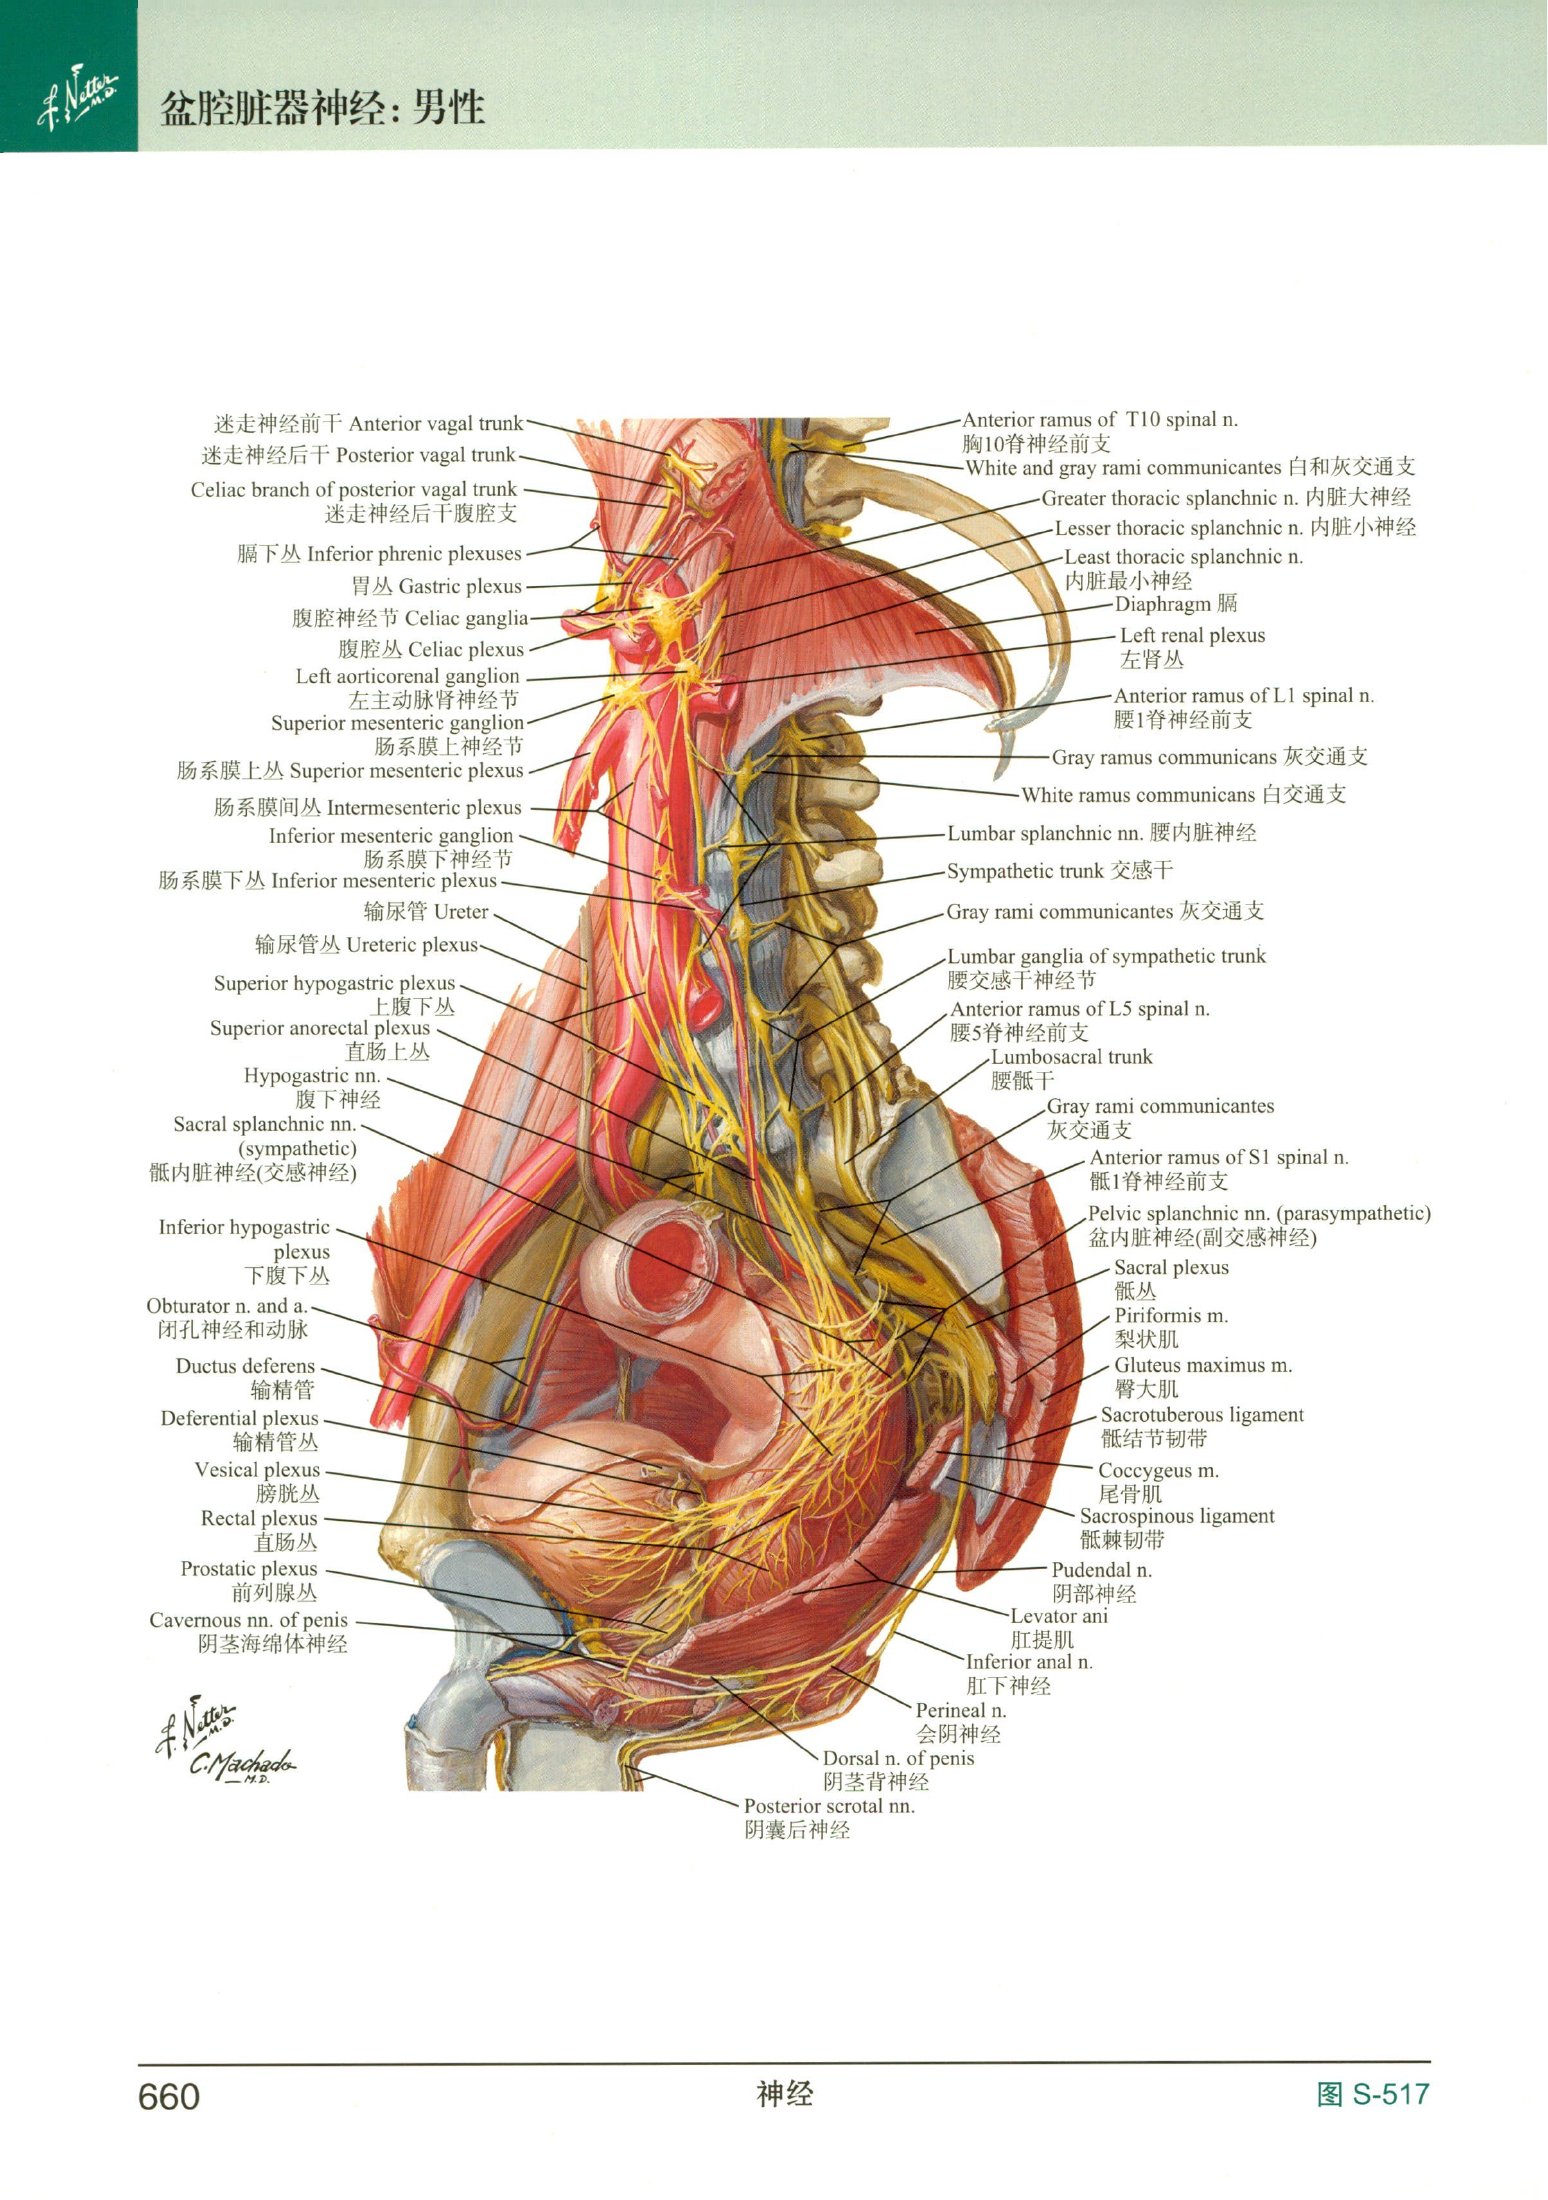 F. Netter M.D.
盆腔脏器神经：男性
迷走神经前干 Anterior vagal trunk
迷走神经后干 Posterior vagal trunk
Celiac branch of posterior vagal trunk
迷走神经后干腹腔支
膈下丛 Inferior phrenic plexuses
胃丛 Gastric plexus
腹腔神经节 Celiac ganglia
腹腔丛 Celiac plexus
Left aorticorenal ganglion
左主动脉肾神经节
Superior mesenteric ganglion
肠系膜上神经节
肠系膜上丛 Superior mesenteric plexus
肠系膜间丛 Intermesenteric plexus
Inferior mesenteric ganglion
肠系膜下神经节
肠系膜下丛 Inferior mesenteric plexus
输尿管 Ureter
输尿管丛 Ureteric plexus
Superior hypogastric plexus
上腹下丛
Superior anorectal plexus
直肠上丛
Hypogastric nn.
腹下神经
Sacral splanchnic nn.
(sympathetic)
骶内脏神经(交感神经)
Inferior hypogastric
plexus
下腹下丛
Obturator n. and a.
闭孔神经和动脉
Ductus deferens
输精管
Deferential plexus
输精管丛
Vesical plexus
膀胱丛
Rectal plexus
直肠丛
Prostatic plexus
前列腺丛
Cavernous nn. of penis
阴茎海绵体神经
Anterior ramus of T10 spinal n.
胸10脊神经前支
White and gray rami communicantes 白和灰交通支
Greater thoracic splanchnic n. 内脏大神经
Lesser thoracic splanchnic n. 内脏小神经
Least thoracic splanchnic n.
内脏最小神经
Diaphragm 膈
Left renal plexus
左肾丛
Anterior ramus of L1 spinal n.
腰1脊神经前支
Gray ramus communicans 灰交通支
White ramus communicans 白交通支
Lumbar splanchnic nn. 腰内脏神经
Sympathetic trunk 交感干
Gray rami communicantes 灰交通支
Lumbar ganglia of sympathetic trunk
腰交感干神经节
Anterior ramus of L5 spinal n.
腰5脊神经前支
Lumbosacral trunk
腰骶干
Gray rami communicantes
灰交通支
Anterior ramus of S1 spinal n.
骶1脊神经前支
Pelvic splanchnic nn. (parasympathetic)
盆内脏神经(副交感神经)
Sacral plexus
骶丛
Piriformis m.
梨状肌
Gluteus maximus m.
臀大肌
Sacrotuberous ligament
骶结节韧带
Coccygeus m.
尾骨肌
Sacrospinous ligament
骶棘韧带
Pudendal n.
阴部神经
Levator ani
肛提肌
Inferior anal n.
肛下神经
Perineal n.
会阴神经
Dorsal n. of penis
阴茎背神经
Posterior scrotal nn.
阴囊后神经
F. Netter M.D.
C. Machado
M.D.
660
神经
图 S-517